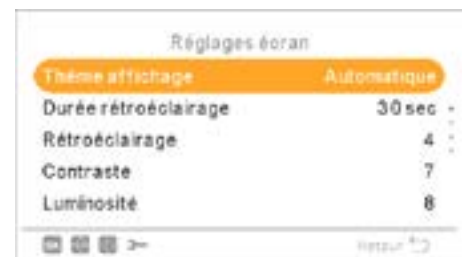 Réglages écran
Thème affichage Automatique
Durée rétroéclairage 30 sec
Rétroéclairage 4
Contraste 7
Luminosité 8
Retour